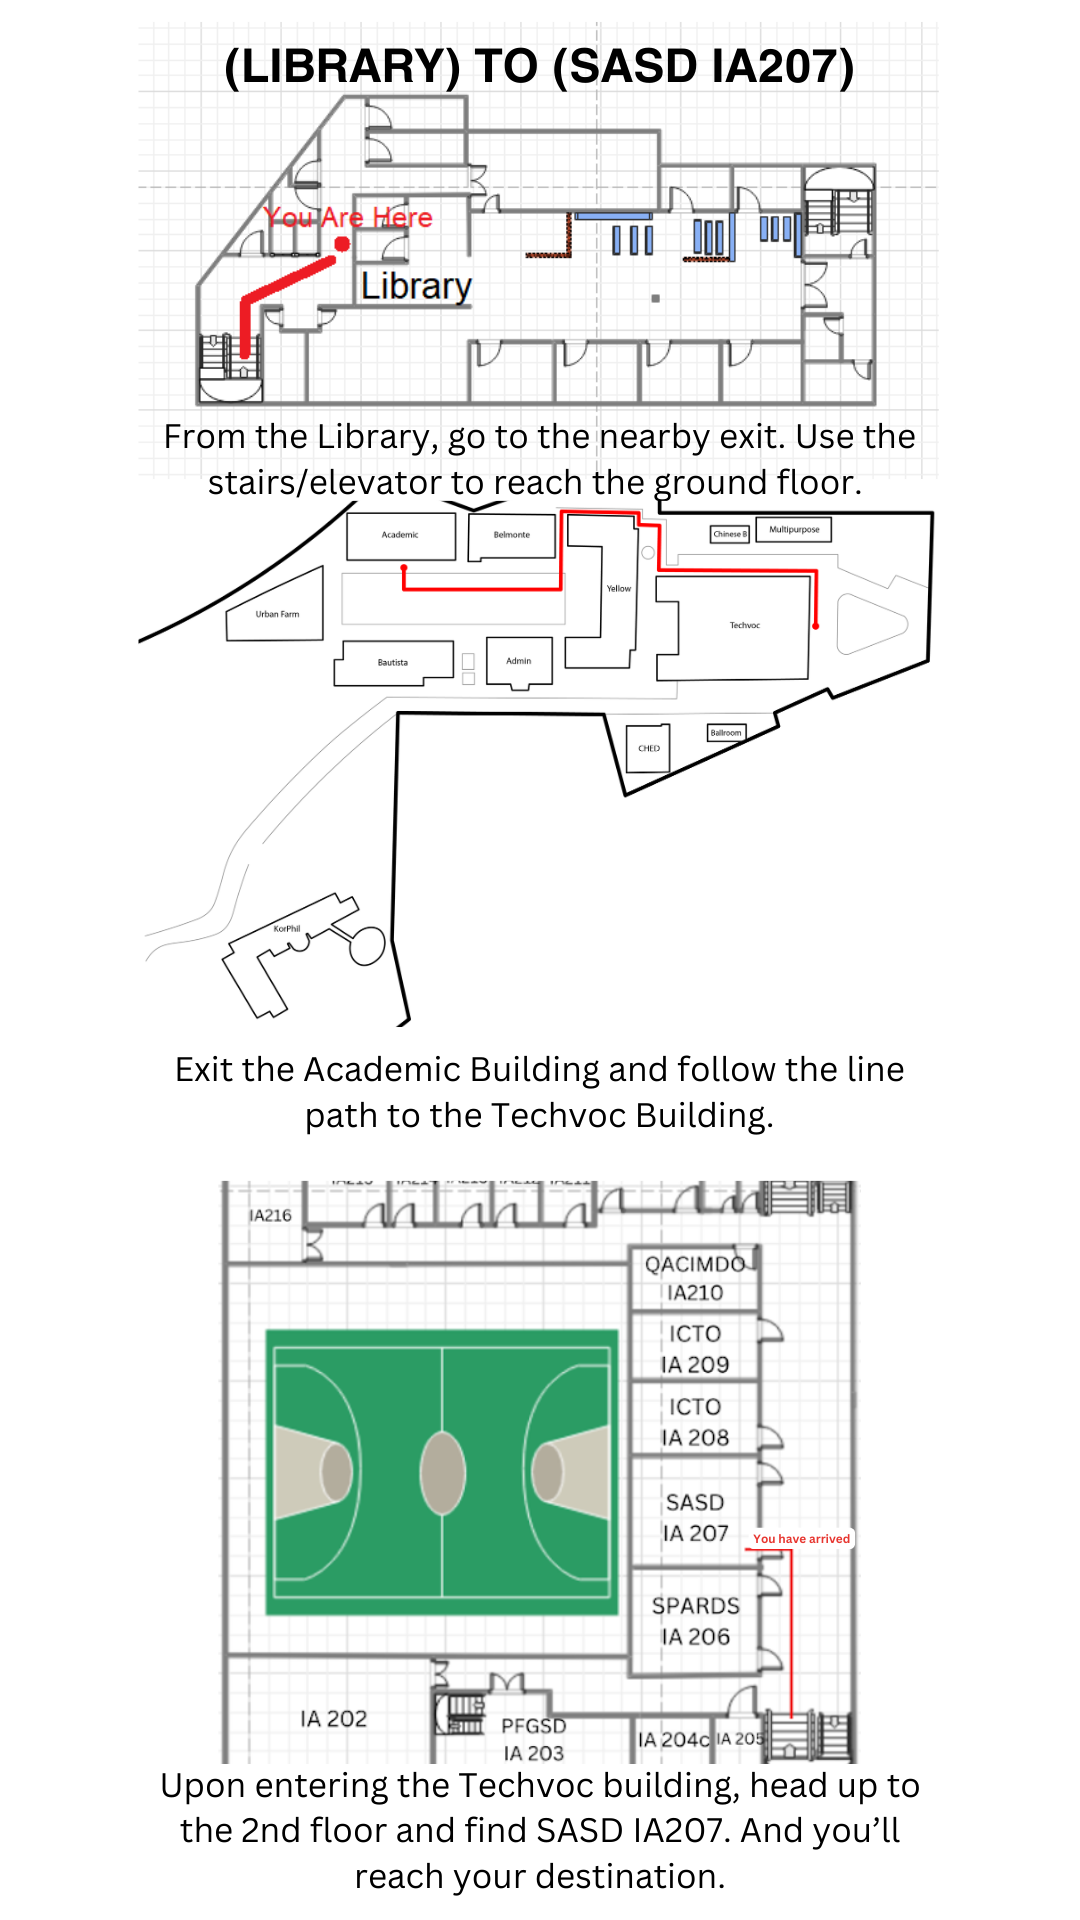 (LIBRARY) TO (SASD IA207)
You Are Here
Library
From the Library, go to the nearby exit. Use the
stairs/elevator to reach the ground floor.
Academic
Belmonte
Chinese B
Multipurpose
Yellow
Urban Farm
Techvoc
Bautista
Admin
CHED
Ballroom
KorPhil
Exit the Academic Building and follow the line
path to the Techvoc Building.
IA216
QACIMDO
IA210
ICTO
IA 209
ICTO
IA 208
SASD
IA 207
You have arrived
SPARDS
IA 206
IA 202
PFGSD
IA 203
IA 204c
IA 205
Upon entering the Techvoc building, head up to
the 2nd floor and find SASD IA207. And you’ll
reach your destination.